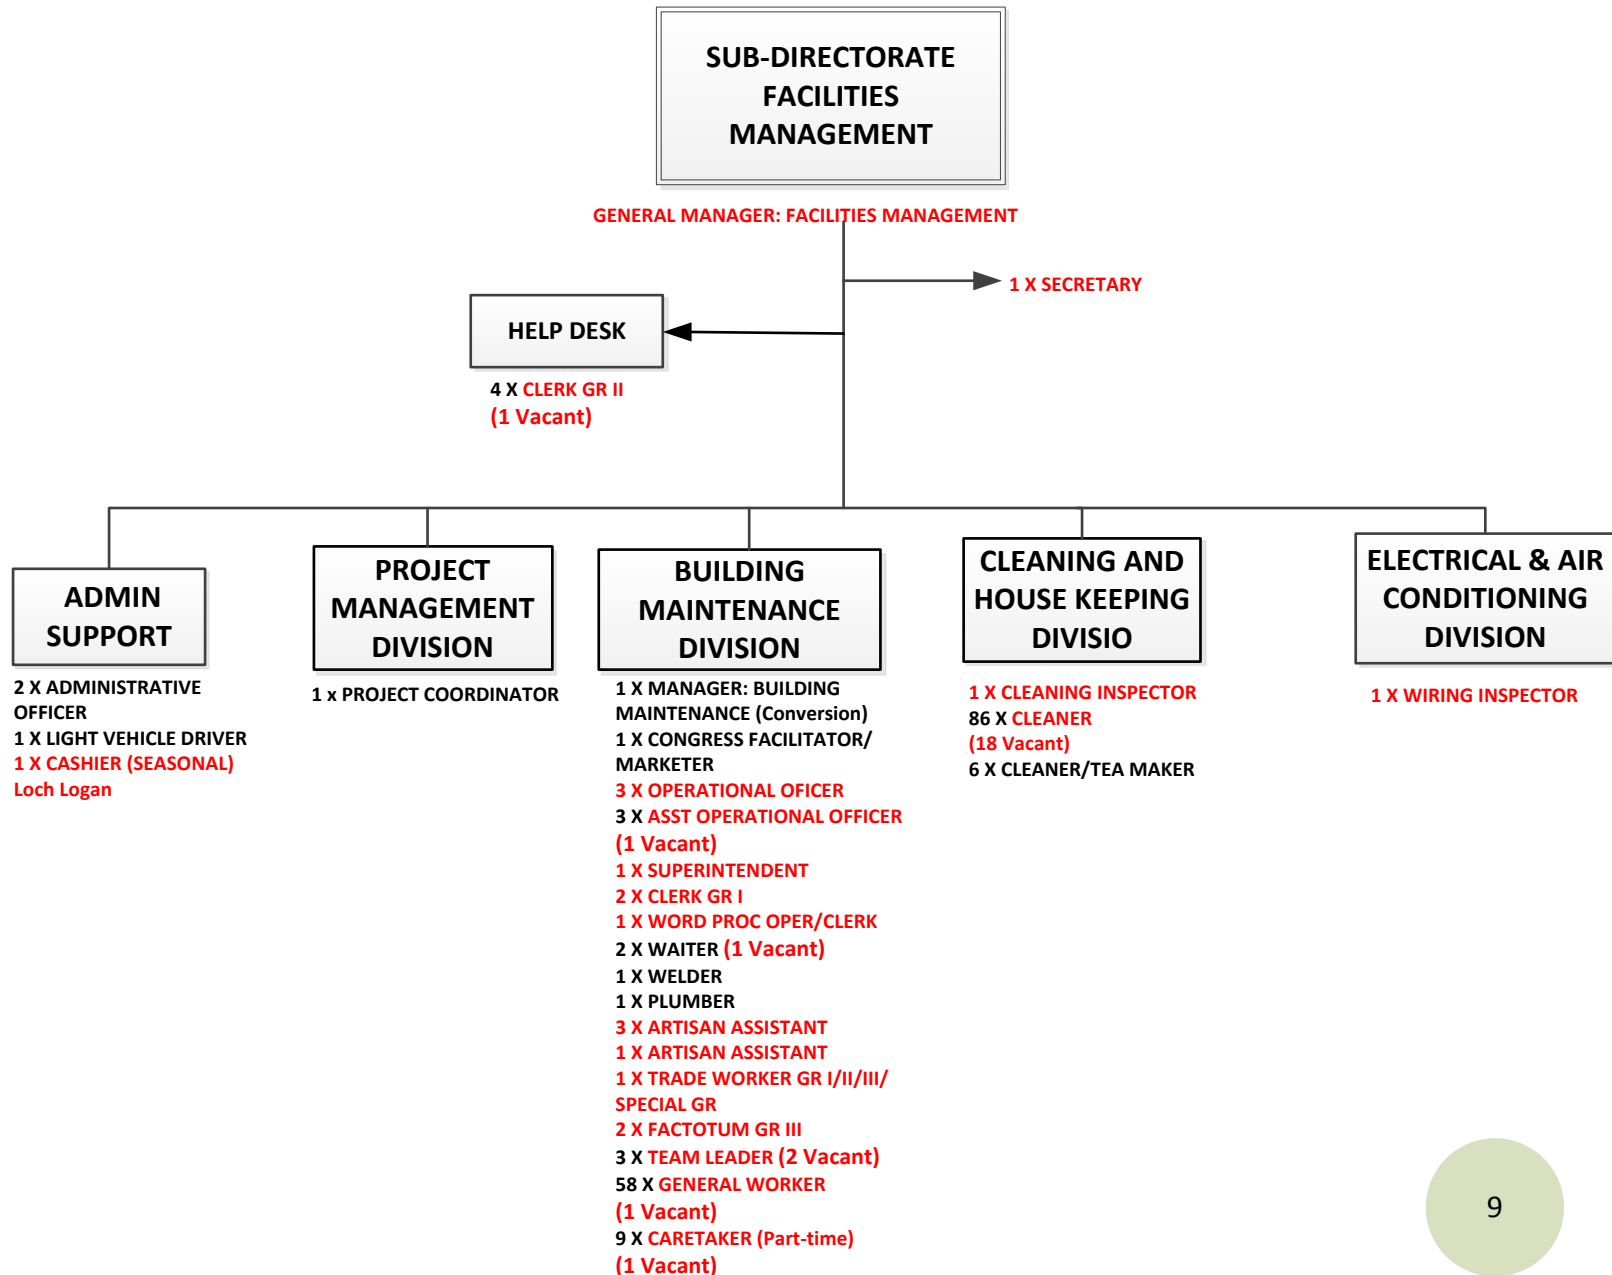 SUB-DIRECTORATE
FACILITIES
MANAGEMENT
GENERAL MANAGER: FACILITIES MANAGEMENT
1 X SECRETARY
HELP DESK
4 X CLERK GR II
(1 Vacant)
ADMIN
SUPPORT
2 X ADMINISTRATIVE
OFFICER
1 X LIGHT VEHICLE DRIVER
1 X CASHIER (SEASONAL)
Loch Logan
PROJECT
MANAGEMENT
DIVISION
1 x PROJECT COORDINATOR
BUILDING
MAINTENANCE
DIVISION
1 X MANAGER: BUILDING
MAINTENANCE (Conversion)
1 X CONGRESS FACILITATOR/
MARKETER
3 X OPERATIONAL OFICER
3 X ASST OPERATIONAL OFFICER
(1 Vacant)
1 X SUPERINTENDENT
2 X CLERK GR I
1 X WORD PROC OPER/CLERK
2 X WAITER (1 Vacant)
1 X WELDER
1 X PLUMBER
3 X ARTISAN ASSISTANT
1 X ARTISAN ASSISTANT
1 X TRADE WORKER GR I/II/III/
SPECIAL GR
2 X FACTOTUM GR III
3 X TEAM LEADER (2 Vacant)
58 X GENERAL WORKER
(1 Vacant)
9 X CARETAKER (Part-time)
(1 Vacant)
CLEANING AND
HOUSE KEEPING
DIVISIO
1 X CLEANING INSPECTOR
86 X CLEANER
(18 Vacant)
6 X CLEANER/TEA MAKER
ELECTRICAL & AIR
CONDITIONING
DIVISION
1 X WIRING INSPECTOR
9